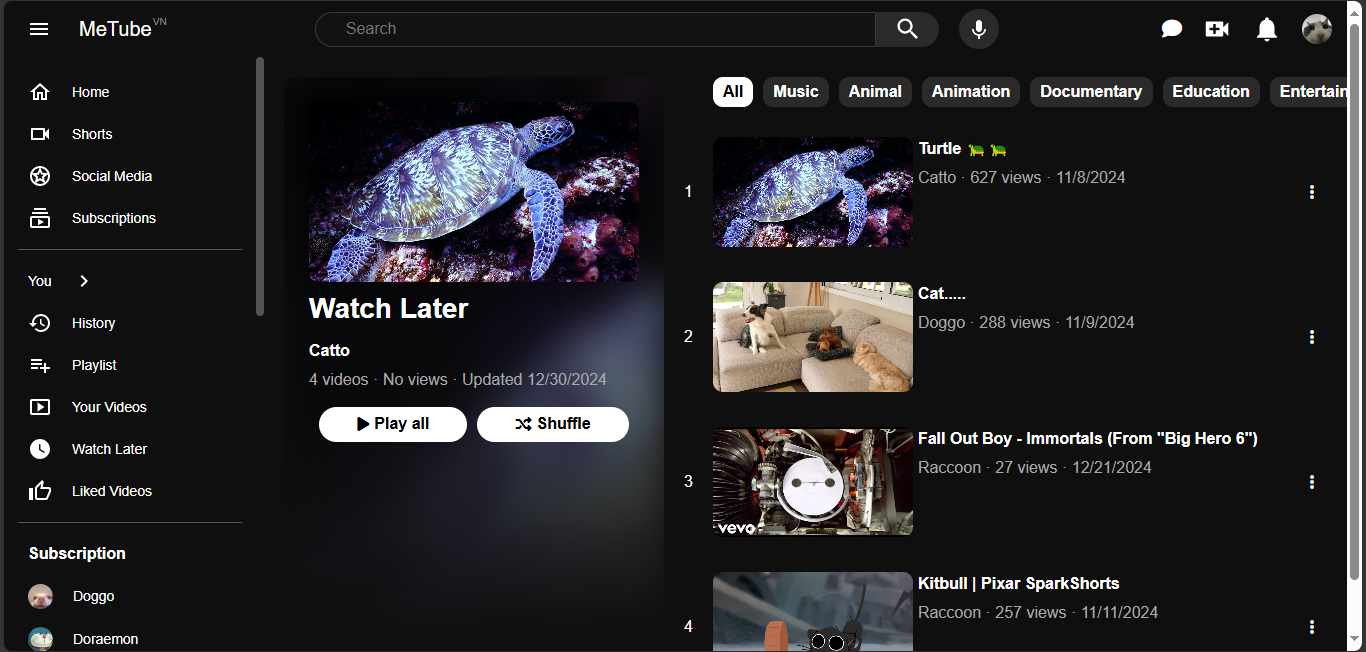 MeTube VN
Search
Home
Shorts
Social Media
Subscriptions
You
History
Playlist
Your Videos
Watch Later
Liked Videos
Subscription
Doggo
Doraemon
Watch Later
Catto
4 videos · No views · Updated 12/30/2024
Play all
Shuffle
All Music Animal Animation Documentary Education Entertain
1
Turtle 🐢 🐢
Catto · 627 views · 11/8/2024
2
Cat.....
Doggo · 288 views · 11/9/2024
3
vevo
Fall Out Boy - Immortals (From "Big Hero 6")
Raccoon · 27 views · 12/21/2024
4
Kitbull | Pixar SparkShorts
Raccoon · 257 views · 11/11/2024